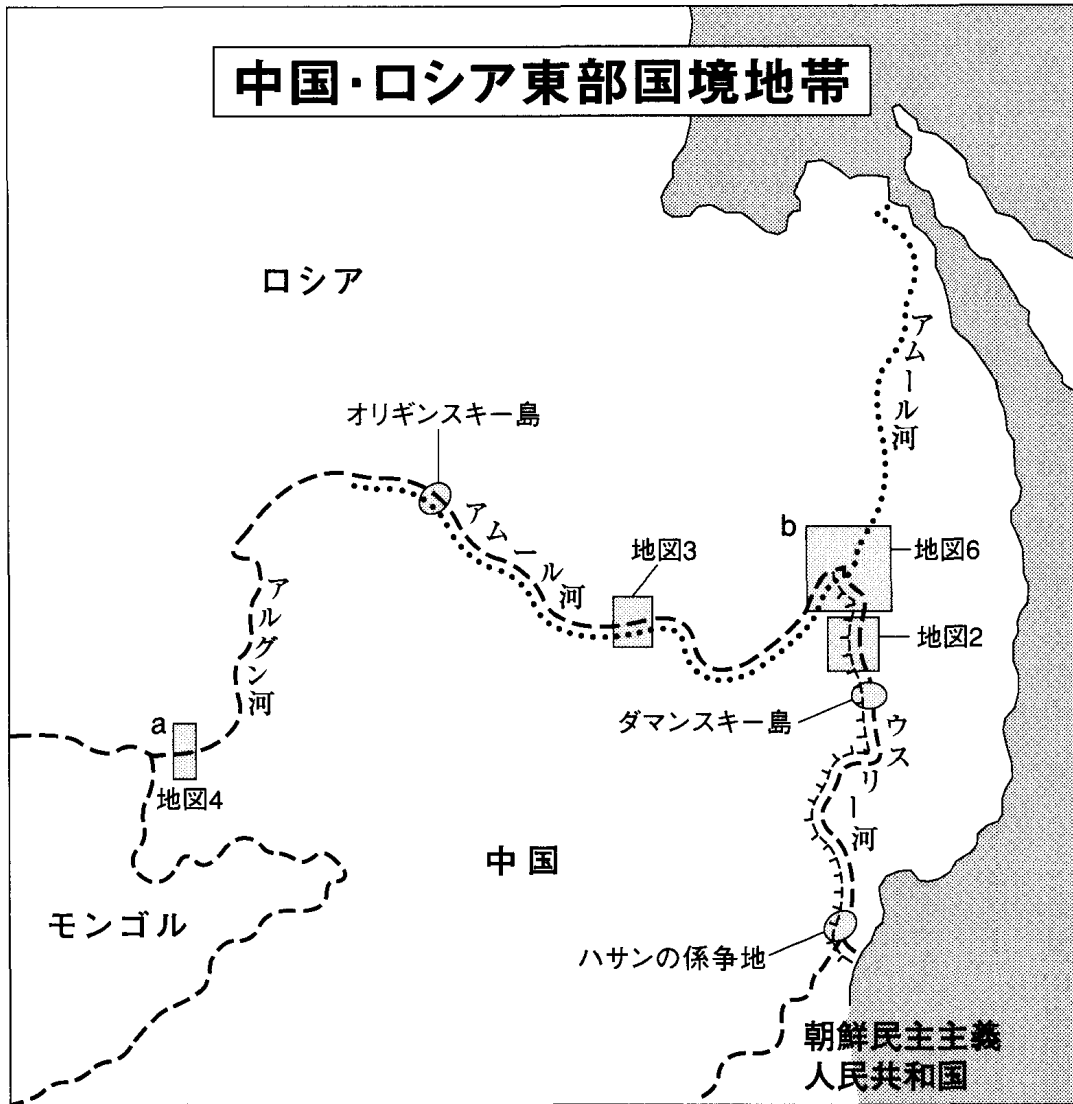 中国・ロシア東部国境地帯
ロシア
アムール河
オリギンスキー島
アムール河
地図3
b
地図6
アルグン河
地図2
ダマンスキー島
a
ウスリー河
地図4
中国
モンゴル
ハサンの係争地
朝鮮民主主義
人民共和国